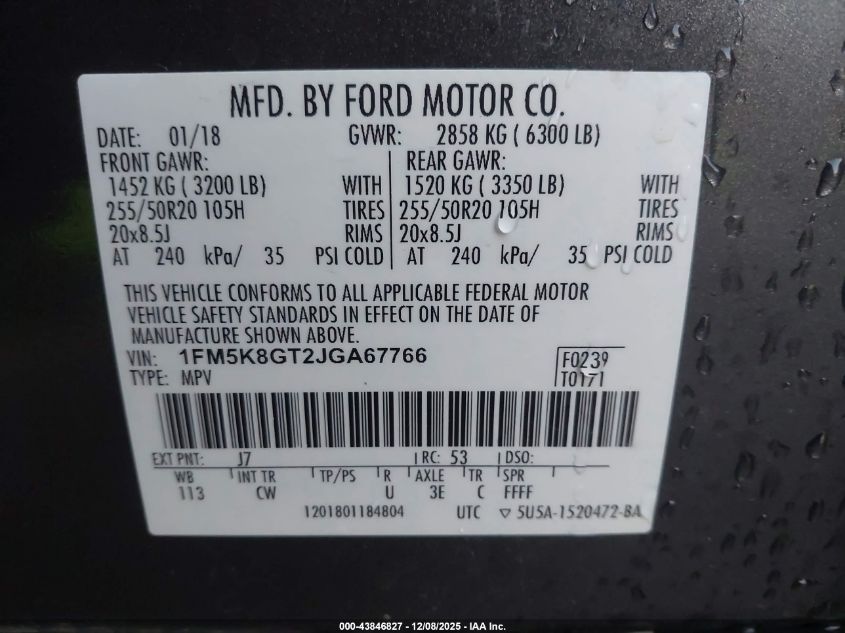 MFD. BY FORD MOTOR CO.
DATE: 01/18 GVWR: 2858 KG ( 6300 LB)
FRONT GAWR: REAR GAWR:
1452 KG ( 3200 LB) WITH 1520 KG ( 3350 LB) WITH
255/50R20 105H TIRES 255/50R20 105H TIRES
20x8.5J RIMS 20x8.5J RIMS
AT 240 kPa/ 35 PSI COLD AT 240 kPa/ 35 PSI COLD
THIS VEHICLE CONFORMS TO ALL APPLICABLE FEDERAL MOTOR
VEHICLE SAFETY STANDARDS IN EFFECT ON THE DATE OF
MANUFACTURE SHOWN ABOVE.
VIN: 1FM5K8GT2JGA67766 F0239
TYPE: MPV T0171
EXT PNT: J7 RC: 53 DSO:
WB INT TR TP/PS R AXLE TR SPR
113 CW U 3E C FFFF
1201801184804 UTC ▽ 5U5A-1520472-BA
000-43846827 - 12/08/2025 - IAA Inc.